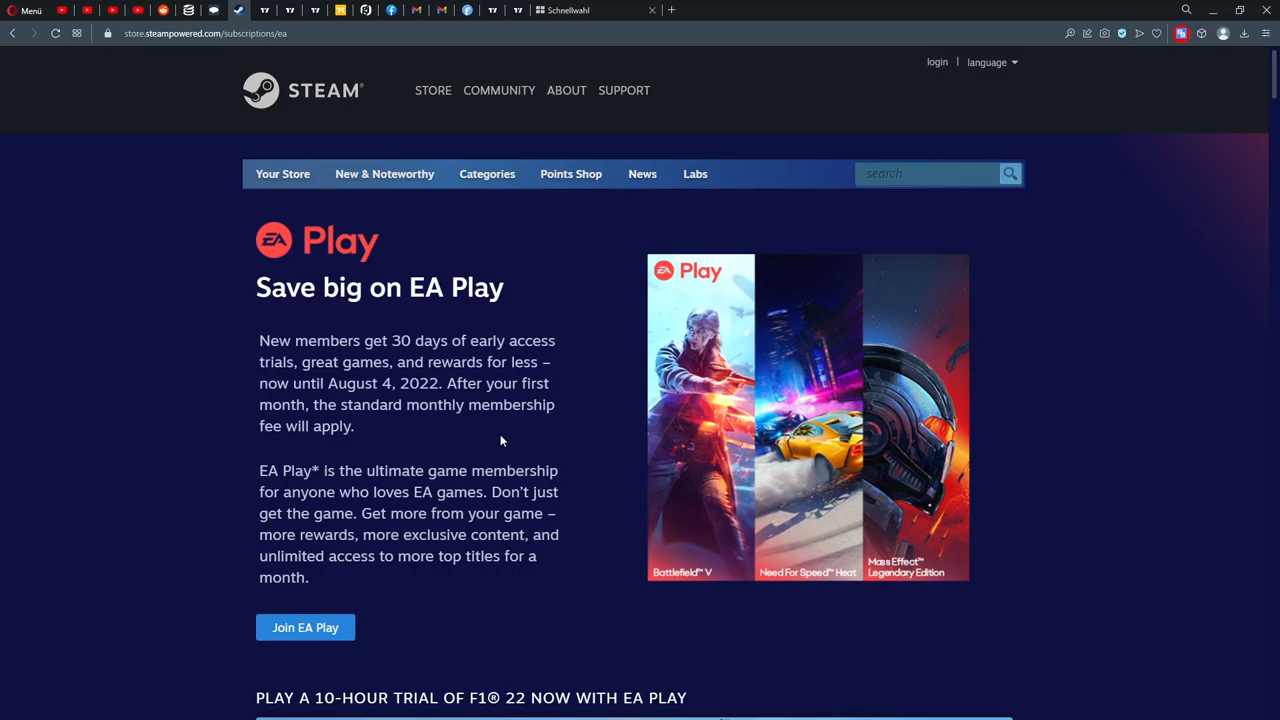 Menü
Schnellwahl
store.steampowered.com/subscriptions/ea
login | language
STEAM®
STORE COMMUNITY ABOUT SUPPORT
Your Store New & Noteworthy Categories Points Shop News Labs search
EA Play
Save big on EA Play
New members get 30 days of early access
trials, great games, and rewards for less –
now until August 4, 2022. After your first
month, the standard monthly membership
fee will apply.
EA Play* is the ultimate game membership
for anyone who loves EA games. Don’t just
get the game. Get more from your game –
more rewards, more exclusive content, and
unlimited access to more top titles for a
month.
Join EA Play
EA Play
Battlefield™ V
Need For Speed™ Heat
Mass Effect™
Legendary Edition
PLAY A 10-HOUR TRIAL OF F1® 22 NOW WITH EA PLAY